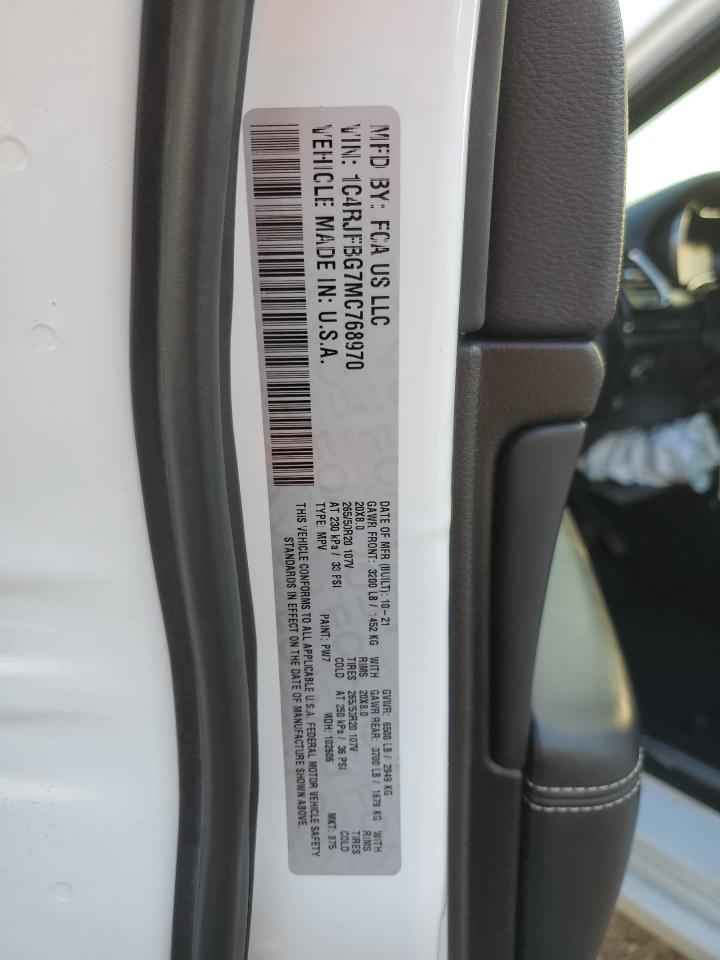 MFD BY: FCA US LLC
VIN: 1C4RJFBG7MC768970
VEHICLE MADE IN: U.S.A.
DATE OF MFR (BUILT): 10-21 GVWR: 6500 LB / 2949 KG
GAWR FRONT: 3200 LB / 1452 KG WITH GAWR REAR: 3700 LB / 1679 KG WITH
20X8.0 RIMS 20X8.0 RIMS
265/50R20 107V TIRES 265/50R20 107V TIRES
AT 230 kPa / 33 PSI COLD AT 250 kPa / 36 PSI COLD
TYPE: MPV PAINT: PW7 MDH: 102606 MKT: B75
THIS VEHICLE CONFORMS TO ALL APPLICABLE U.S.A. FEDERAL MOTOR VEHICLE SAFETY
STANDARDS IN EFFECT ON THE DATE OF MANUFACTURE SHOWN ABOVE.